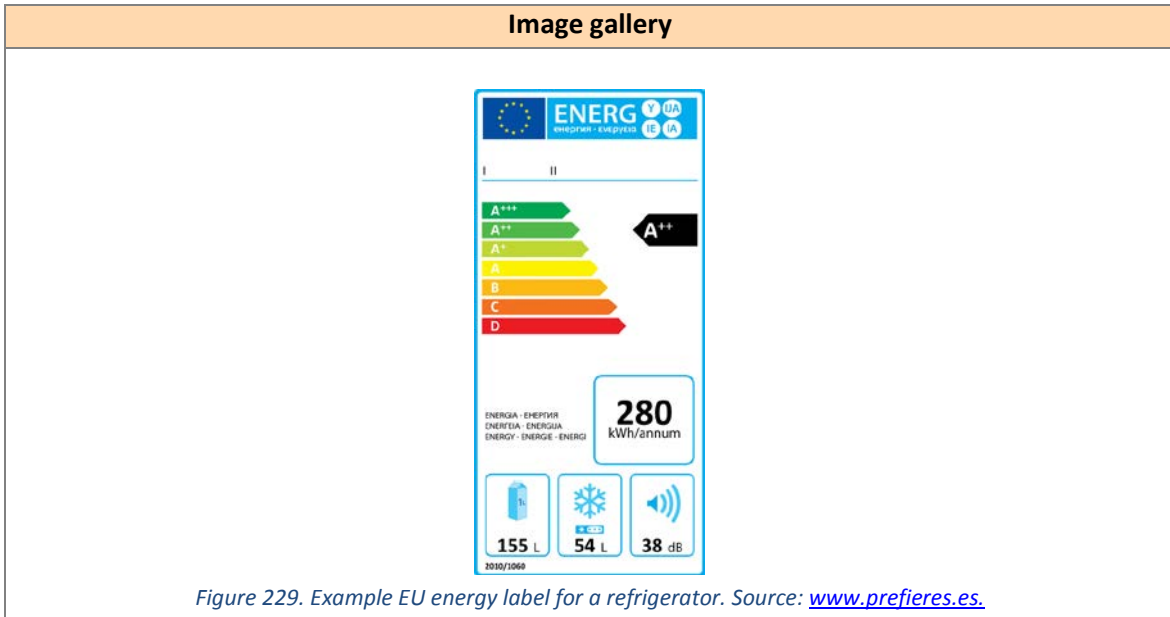 Image gallery
ENERG Y IJA
енергия · ενεργεια IE IA
I II
A+++
A++ A++
A+
A
B
C
D
280
kWh/annum
ENERGIA · ЕНЕРГИЯ
ΕΝΕΡΓΕΙΑ · ENERGIJA
ENERGY · ENERGIE · ENERGI
1L
155 L 54 L 38 dB
2010/1060
Figure 229. Example EU energy label for a refrigerator. Source: www.prefieres.es.